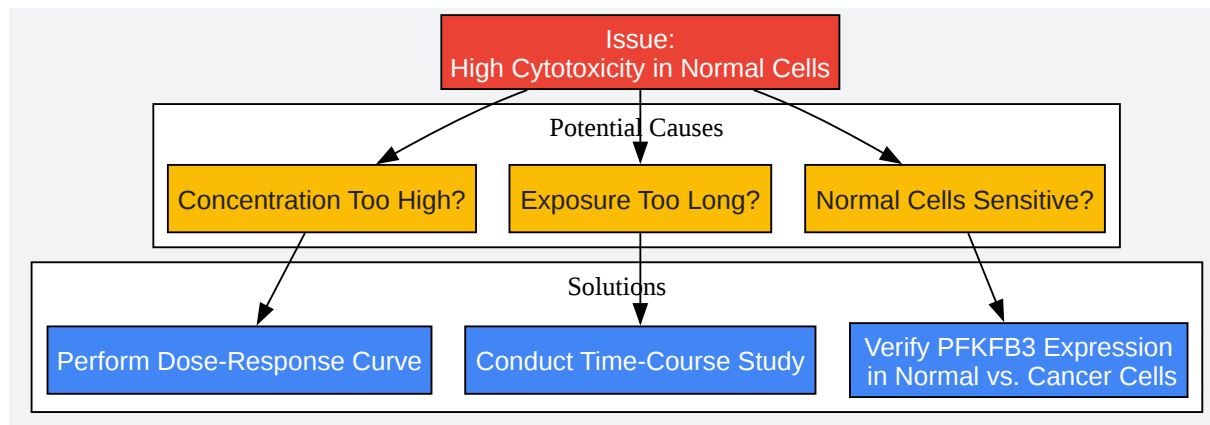 Issue:
High Cytotoxicity in Normal Cells
Potential Causes
Concentration Too High?
Exposure Too Long?
Normal Cells Sensitive?
Solutions
Perform Dose-Response Curve
Conduct Time-Course Study
Verify PFKFB3 Expression
in Normal vs. Cancer Cells